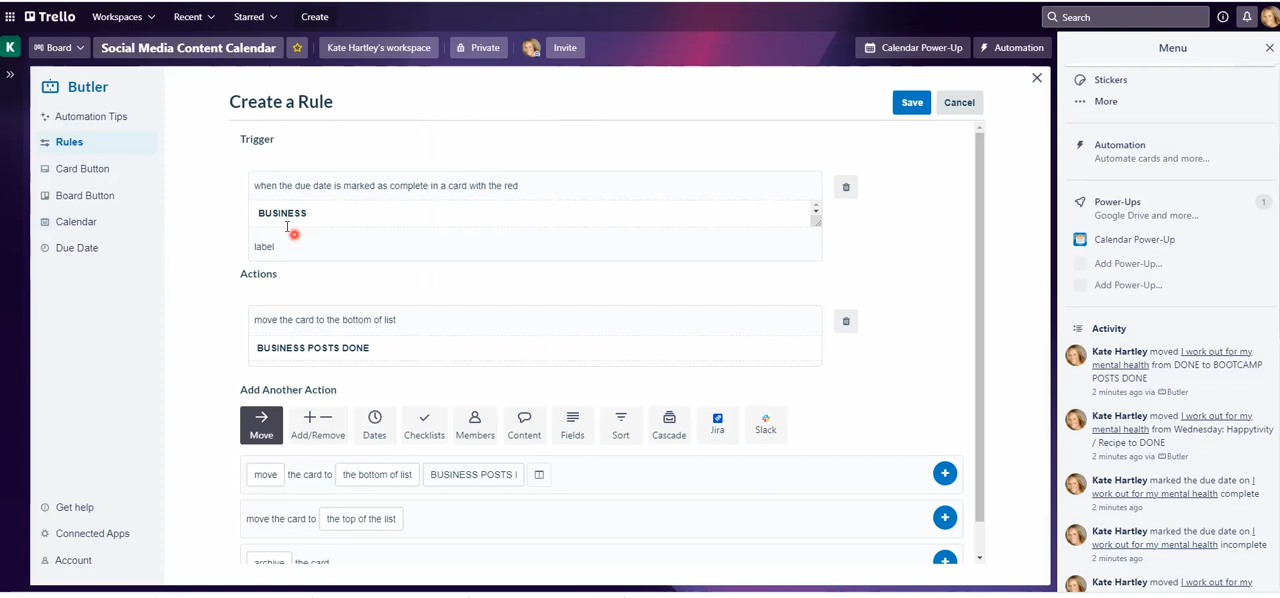 Trello
Workspaces
Recent
Starred
Create
Search
K
Board
Social Media Content Calendar
Kate Hartley's workspace
Private
Invite
Calendar Power-Up
Automation
Menu
Butler
Automation Tips
Rules
Card Button
Board Button
Calendar
Due Date
Get help
Connected Apps
Account
Create a Rule
Save
Cancel
Trigger
when the due date is marked as complete in a card with the red
BUSINESS
label
Actions
move the card to the bottom of list
BUSINESS POSTS DONE
Add Another Action
Move
Add/Remove
Dates
Checklists
Members
Content
Fields
Sort
Cascade
Jira
Slack
move the card to the bottom of list BUSINESS POSTS
move the card to the top of the list
archive the card
Stickers
More
Automation
Automate cards and more...
Power-Ups 1
Google Drive and more...
Calendar Power-Up
Add Power-Up...
Add Power-Up...
Activity
Kate Hartley moved I work out for my
mental health from DONE to BOOTCAMP
POSTS DONE
2 minutes ago via Butler
Kate Hartley moved I work out for my
mental health from Wednesday: Happytivity
/ Recipe to DONE
2 minutes ago via Butler
Kate Hartley marked the due date on I
work out for my mental health complete
2 minutes ago
Kate Hartley marked the due date on I
work out for my mental health incomplete
2 minutes ago
Kate Hartley moved I work out for my